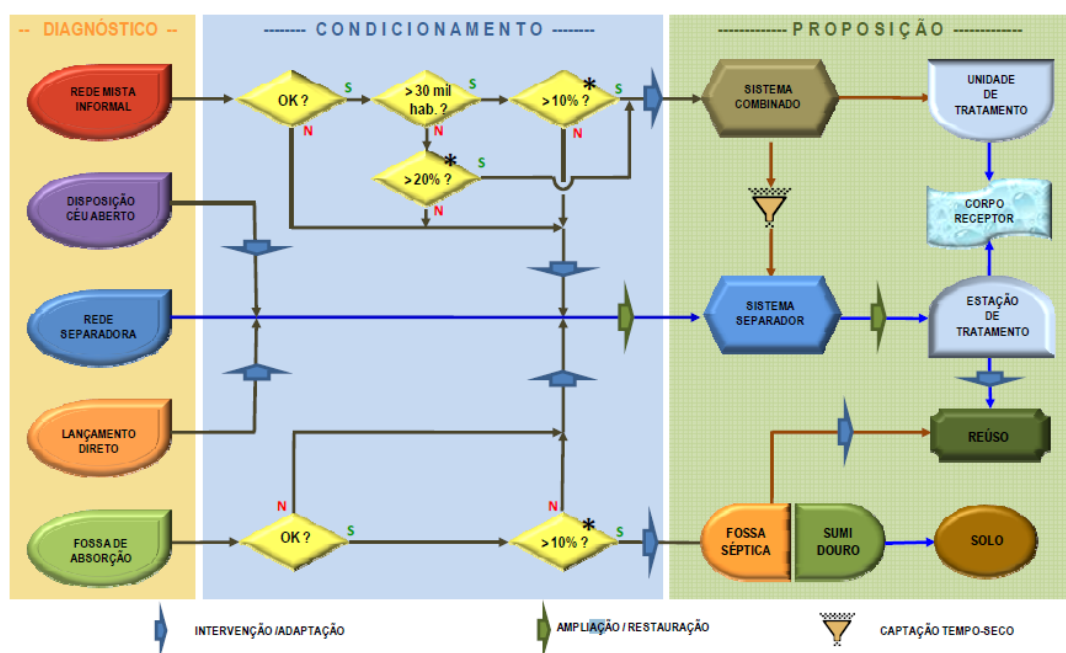 -- DIAGNÓSTICO --
-------- CONDICIONAMENTO --------
-------- PROPOSIÇÃO --------
REDE MISTA
INFORMAL
OK ?
S
N
> 30 mil
hab. ?
S
N
>10% ?
*
S
N
>20% ?
*
S
N
SISTEMA
COMBINADO
UNIDADE
DE
TRATAMENTO
DISPOSIÇÃO
CÉU ABERTO
CORPO
RECEPTOR
REDE
SEPARADORA
SISTEMA
SEPARADOR
ESTAÇÃO
DE
TRATAMENTO
LANÇAMENTO
DIRETO
REÚSO
FOSSA DE
ABSORÇÃO
N
OK ?
S
N
>10% ?
*
S
FOSSA
SÉPTICA
SUMI
DOURO
SOLO
INTERVENÇÃO /ADAPTAÇÃO
AMPLIAÇÃO / RESTAURAÇÃO
CAPTAÇÃO TEMPO-SECO